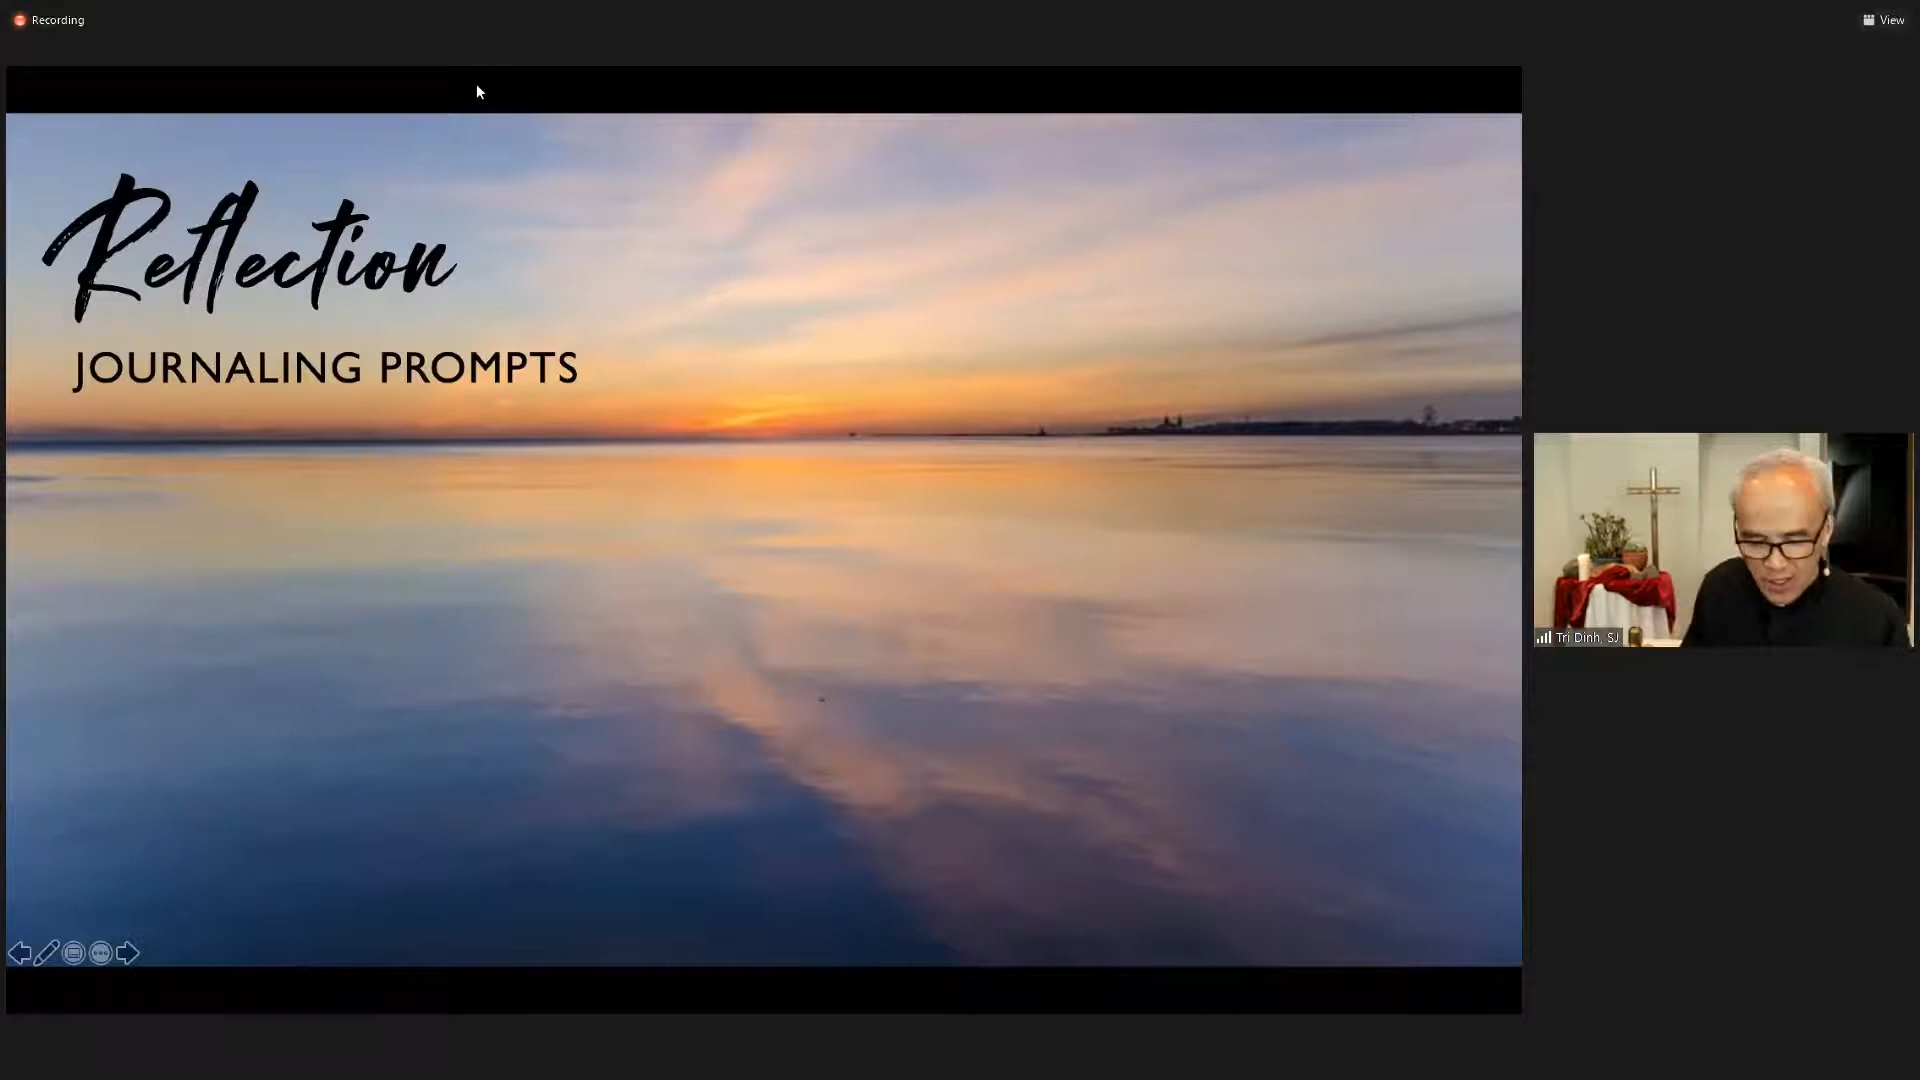 Recording
View
Reflection
JOURNALING PROMPTS
Tri Dinh, SJ